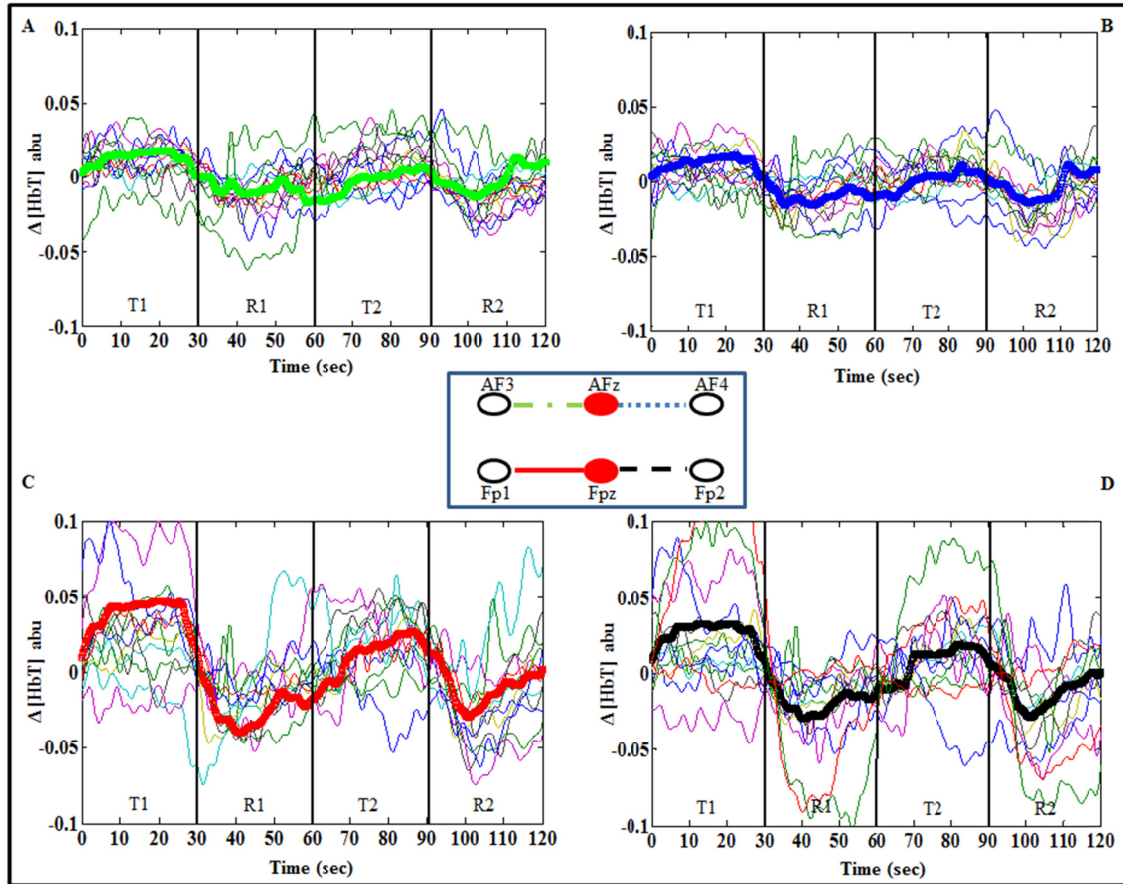 A
B
0.1
0.05
0
-0.05
-0.1
Δ [HbT] abu
T1 R1 T2 R2
0 10 20 30 40 50 60 70 80 90 100 110 120
Time (sec)
0.1
0.05
0
-0.05
-0.1
Δ [HbT] abu
T1 R1 T2 R2
0 10 20 30 40 50 60 70 80 90 100 110 120
Time (sec)
AF3 AFz AF4
Fp1 Fpz Fp2
C
D
0.1
0.05
0
-0.05
-0.1
Δ [HbT] abu
T1 R1 T2 R2
0 10 20 30 40 50 60 70 80 90 100 110 120
Time (sec)
0.1
0.05
0
-0.05
-0.1
Δ [HbT] abu
T1 R1 T2 R2
0 10 20 30 40 50 60 70 80 90 100 110 120
Time (sec)